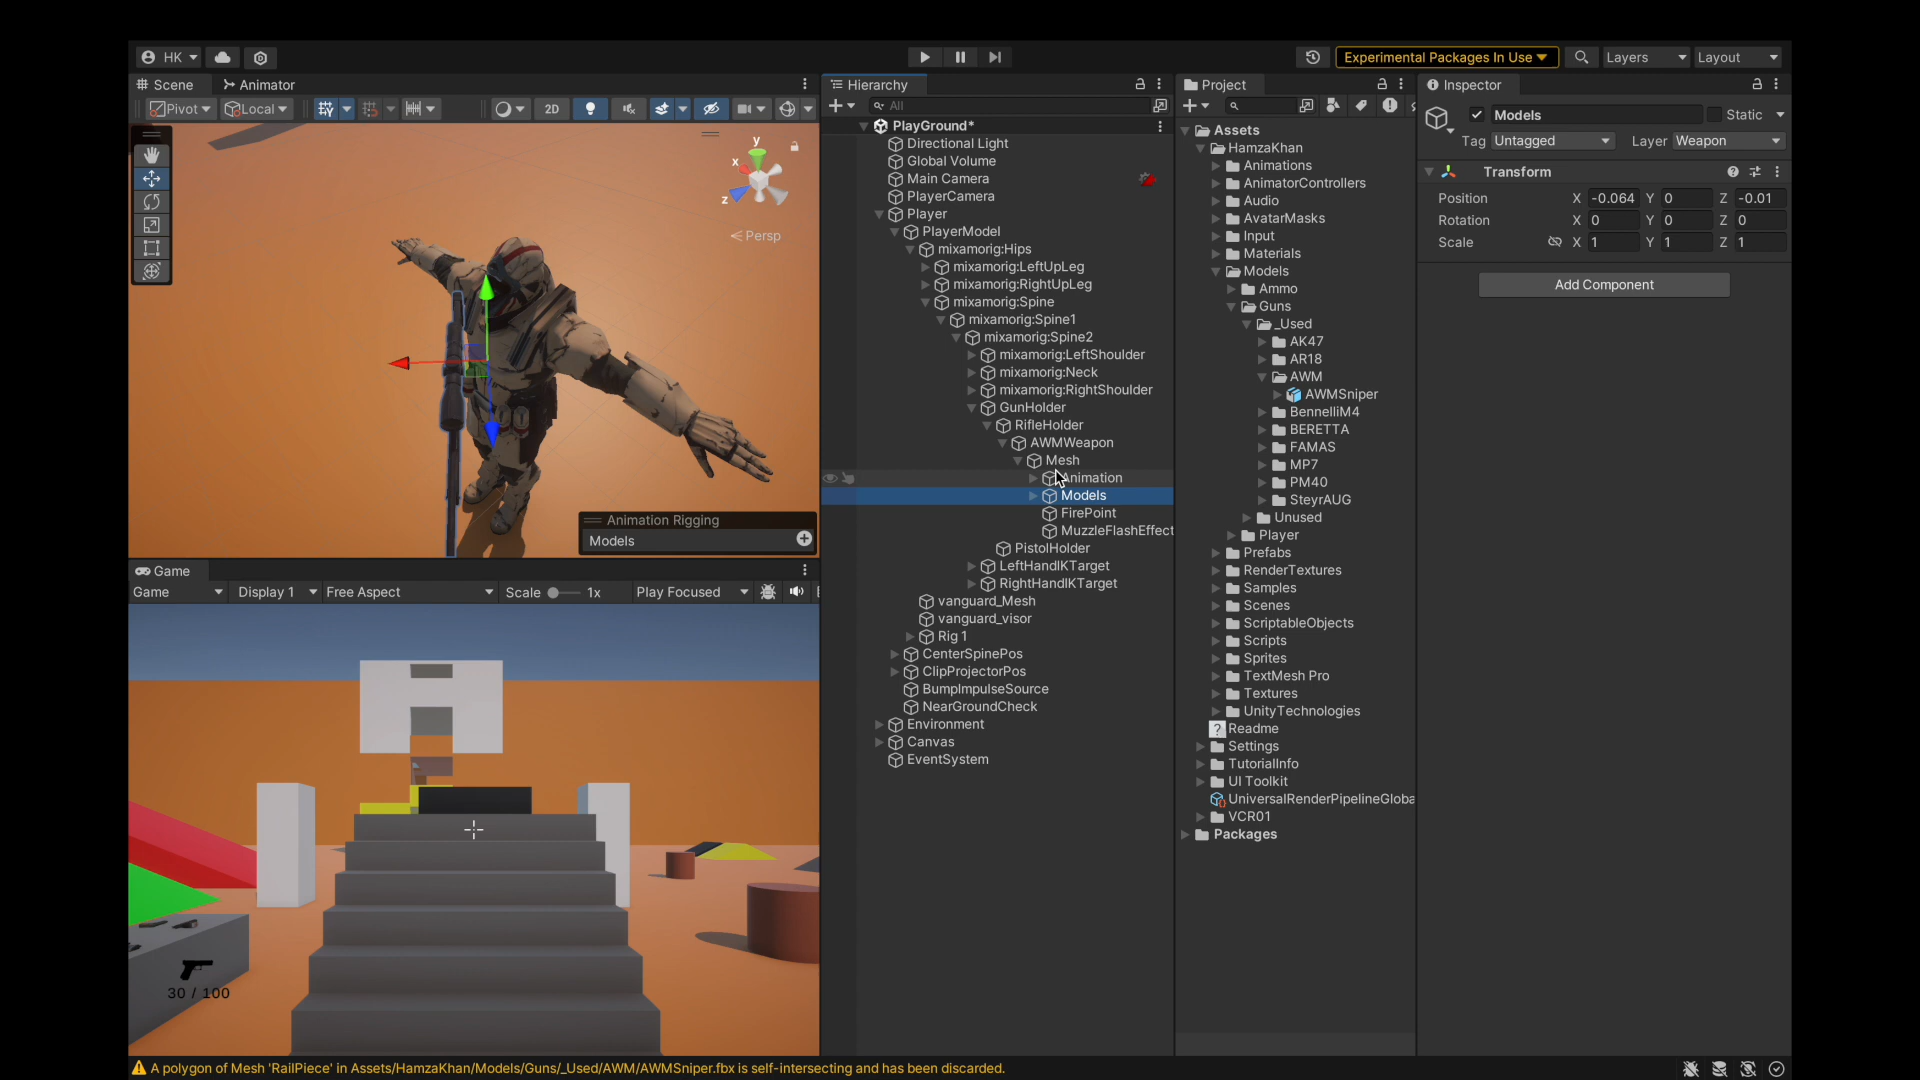 HK
Experimental Packages In Use
Layers
Layout
Scene
Animator
Pivot
Local
2D
y
x
z
Persp
Animation Rigging
Models
Game
Game
Display 1
Free Aspect
Scale
1x
Play Focused
30 / 100
Hierarchy
All
PlayGround*
Directional Light
Global Volume
Main Camera
PlayerCamera
Player
PlayerModel
mixamorig:Hips
mixamorig:LeftUpLeg
mixamorig:RightUpLeg
mixamorig:Spine
mixamorig:Spine1
mixamorig:Spine2
mixamorig:LeftShoulder
mixamorig:Neck
mixamorig:RightShoulder
GunHolder
RifleHolder
AWMWeapon
Mesh
Animation
Models
FirePoint
MuzzleFlashEffect
PistolHolder
LeftHandIKTarget
RightHandIKTarget
vanguard_Mesh
vanguard_visor
Rig 1
CenterSpinePos
ClipProjectorPos
BumpImpulseSource
NearGroundCheck
Environment
Canvas
EventSystem
Project
Assets
HamzaKhan
Animations
AnimatorControllers
Audio
AvatarMasks
Input
Materials
Models
Ammo
Guns
_Used
AK47
AR18
AWM
AWMSniper
BennelliM4
BERETTA
FAMAS
MP7
PM40
SteyrAUG
Unused
Player
Prefabs
RenderTextures
Samples
Scenes
ScriptableObjects
Scripts
Sprites
TextMesh Pro
Textures
UnityTechnologies
Readme
Settings
TutorialInfo
UI Toolkit
UniversalRenderPipelineGloba
VCR01
Packages
Inspector
Models
Static
Tag Untagged Layer Weapon
Transform
Position X -0.064 Y 0 Z -0.01
Rotation X 0 Y 0 Z 0
Scale X 1 Y 1 Z 1
Add Component
A polygon of Mesh 'RailPiece' in Assets/HamzaKhan/Models/Guns/_Used/AWM/AWMSniper.fbx is self-intersecting and has been discarded.